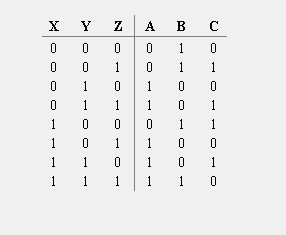 X Y Z A B C
0 0 0 0 1 0
0 0 1 0 1 1
0 1 0 1 0 0
0 1 1 1 0 1
1 0 0 0 1 1
1 0 1 1 0 0
1 1 0 1 0 1
1 1 1 1 1 0